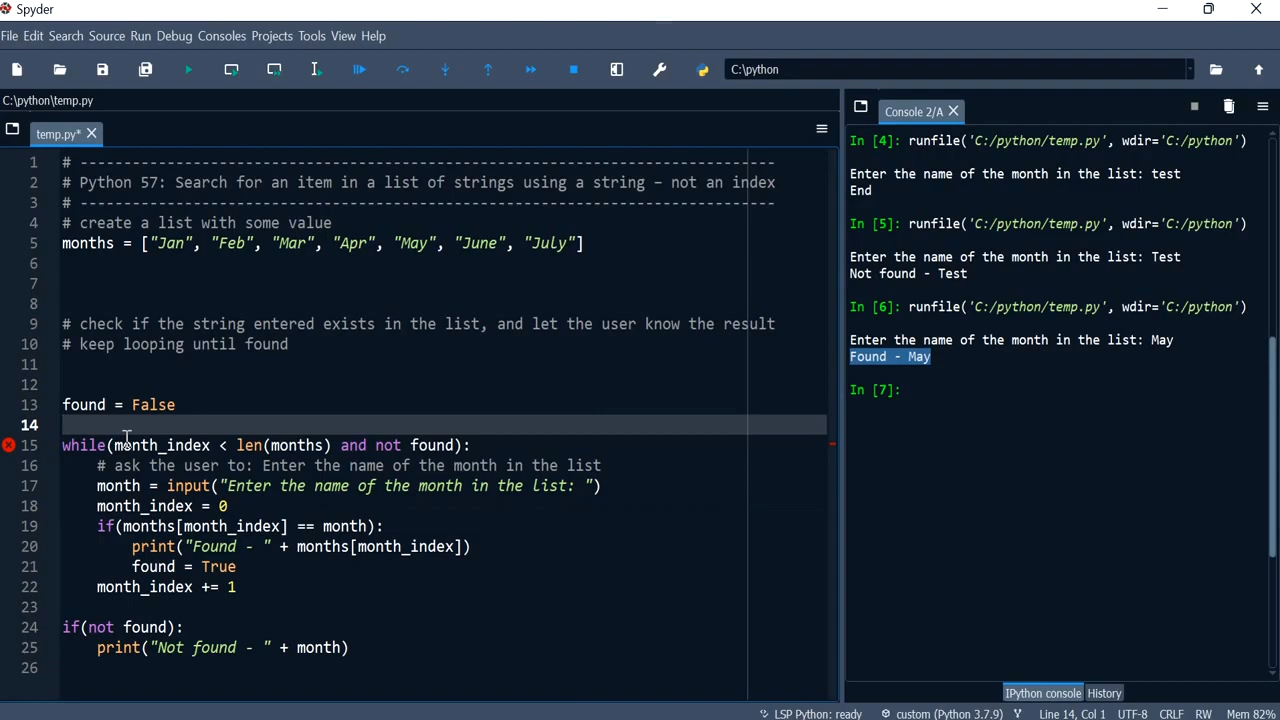 Spyder
File Edit Search Source Run Debug Consoles Projects Tools View Help
C:\python
C:\python\temp.py
temp.py*
1 # --------------------------------------------------------------------------------
2 # Python 57: Search for an item in a list of strings using a string – not an index
3 # --------------------------------------------------------------------------------
4 # create a list with some value
5 months = ["Jan", "Feb", "Mar", "Apr", "May", "June", "July"]
6
7
8
9 # check if the string entered exists in the list, and let the user know the result
10 # keep looping until found
11
12
13 found = False
14
15 while(month_index < len(months) and not found):
16 # ask the user to: Enter the name of the month in the list
17 month = input("Enter the name of the month in the list: ")
18 month_index = 0
19 if(months[month_index] == month):
20 print("Found - " + months[month_index])
21 found = True
22 month_index += 1
23
24 if(not found):
25 print("Not found - " + month)
26
Console 2/A
In [4]: runfile('C:/python/temp.py', wdir='C:/python')
Enter the name of the month in the list: test
End
In [5]: runfile('C:/python/temp.py', wdir='C:/python')
Enter the name of the month in the list: Test
Not found - Test
In [6]: runfile('C:/python/temp.py', wdir='C:/python')
Enter the name of the month in the list: May
Found - May
In [7]:
IPython console History
LSP Python: ready custom (Python 3.7.9) Line 14, Col 1 UTF-8 CRLF RW Mem 82%